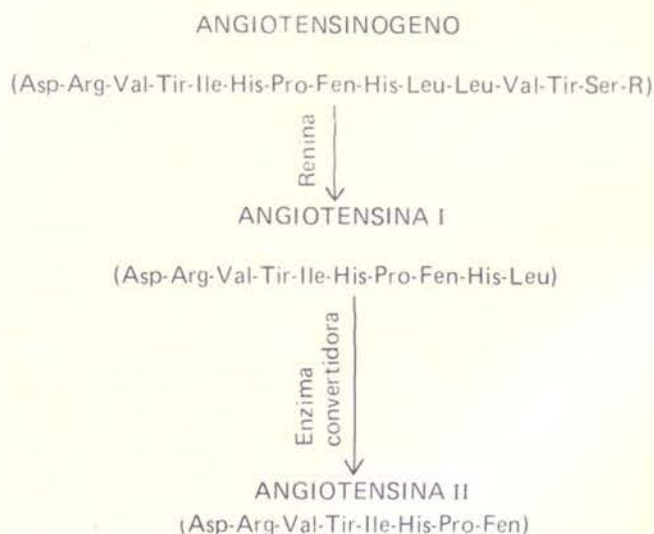 ANGIOTENSINOGENO
(Asp-Arg-Val-Tir-Ile-His-Pro-Fen-His-Leu-Leu-Val-Tir-Ser-R)
Renina
ANGIOTENSINA I
(Asp-Arg-Val-Tir-Ile-His-Pro-Fen-His-Leu)
Enzima
convertidora
ANGIOTENSINA II
(Asp-Arg-Val-Tir-Ile-His-Pro-Fen)